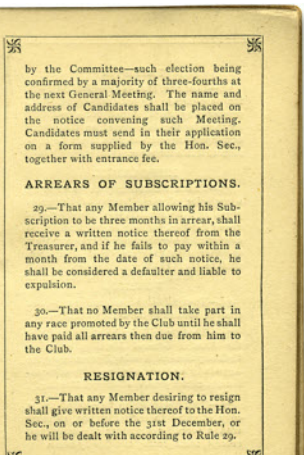 by the Committee—such election being
confirmed by a majority of three-fourths at
the next General Meeting. The name and
address of Candidates shall be placed on
the notice convening such Meeting.
Candidates must send in their application
on a form supplied by the Hon. Sec.,
together with entrance fee.
ARREARS OF SUBSCRIPTIONS.
29.—That any Member allowing his Sub-
scription to be three months in arrear, shall
receive a written notice thereof from the
Treasurer, and if he fails to pay within a
month from the date of such notice, he
shall be considered a defaulter and liable to
expulsion.
30.—That no Member shall take part in
any race promoted by the Club until he shall
have paid all arrears then due from him to
the Club.
RESIGNATION.
31.—That any Member desiring to resign
shall give written notice thereof to the Hon.
Sec., on or before the 31st December, or
he will be dealt with according to Rule 29.